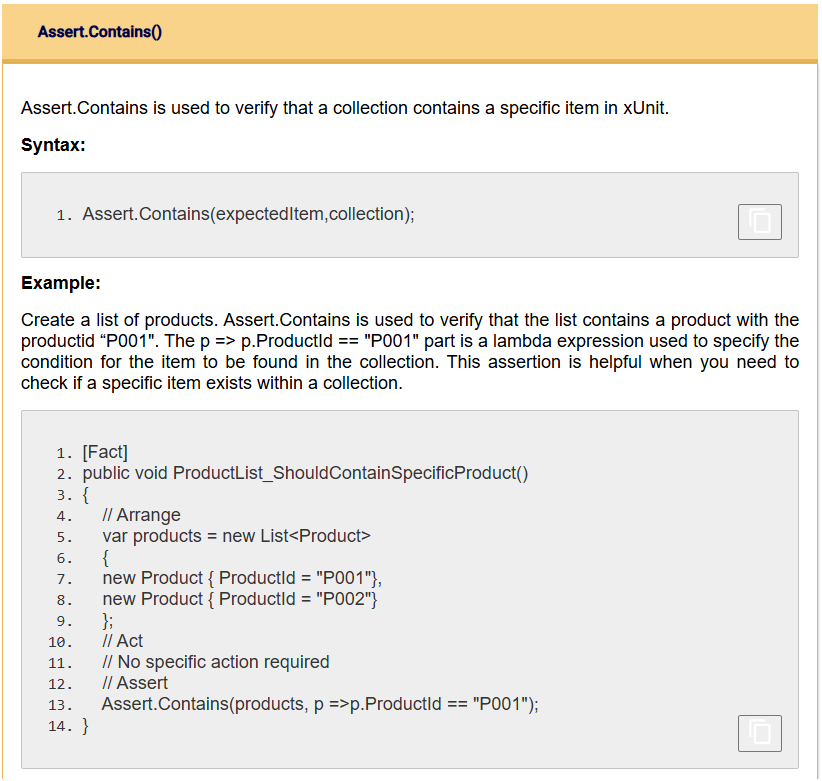 Assert.Contains()
Assert.Contains is used to verify that a collection contains a specific item in xUnit.
Syntax:
1. Assert.Contains(expectedItem,collection);
Example:
Create a list of products. Assert.Contains is used to verify that the list contains a product with the
productid “P001". The p => p.ProductId == "P001" part is a lambda expression used to specify the
condition for the item to be found in the collection. This assertion is helpful when you need to
check if a specific item exists within a collection.
1. [Fact]
2. public void ProductList_ShouldContainSpecificProduct()
3. {
4. // Arrange
5. var products = new List<Product>
6. {
7. new Product { ProductId = "P001"},
8. new Product { ProductId = "P002"}
9. };
10. // Act
11. // No specific action required
12. // Assert
13. Assert.Contains(products, p =>p.ProductId == "P001");
14. }